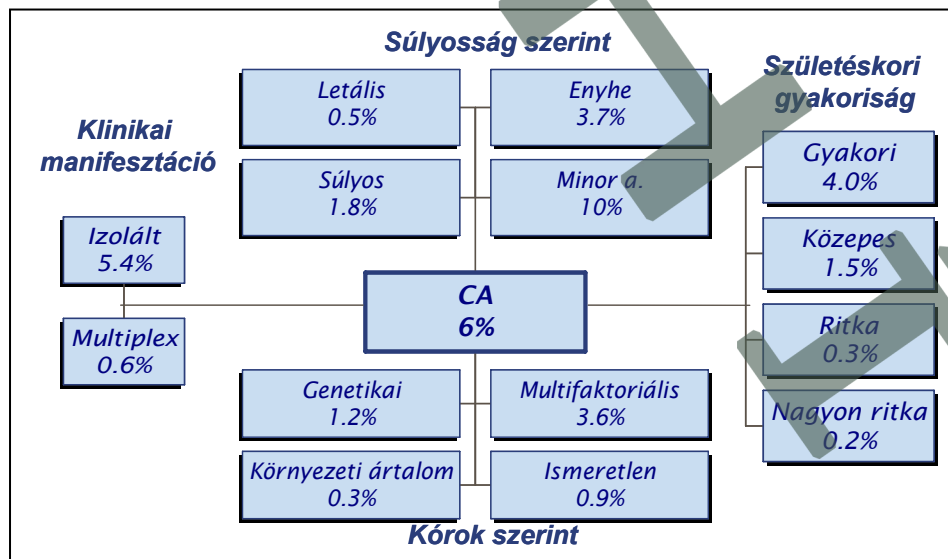 Súlyosság szerint
Letális
0.5%
Enyhe
3.7%
Súlyos
1.8%
Minor a.
10%
Klinikai
manifesztáció
Izolált
5.4%
Multiplex
0.6%
CA
6%
Születéskori
gyakoriság
Gyakori
4.0%
Közepes
1.5%
Ritka
0.3%
Nagyon ritka
0.2%
Genetikai
1.2%
Multifaktoriális
3.6%
Környezeti ártalom
0.3%
Ismeretlen
0.9%
Kórok szerint